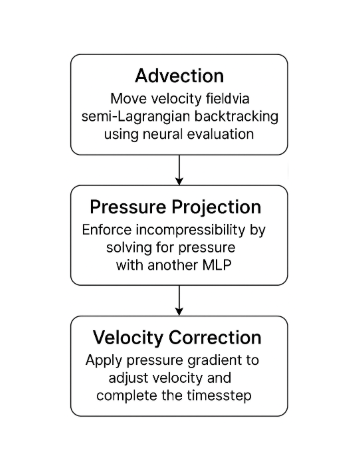 Advection
Move velocity fieldvia
semi-Lagrangian backtracking
using neural evaluation
Pressure Projection
Enforce incompressibility by
solving for pressure
with another MLP
Velocity Correction
Apply pressure gradient to
adjust velocity and
complete the timesstep